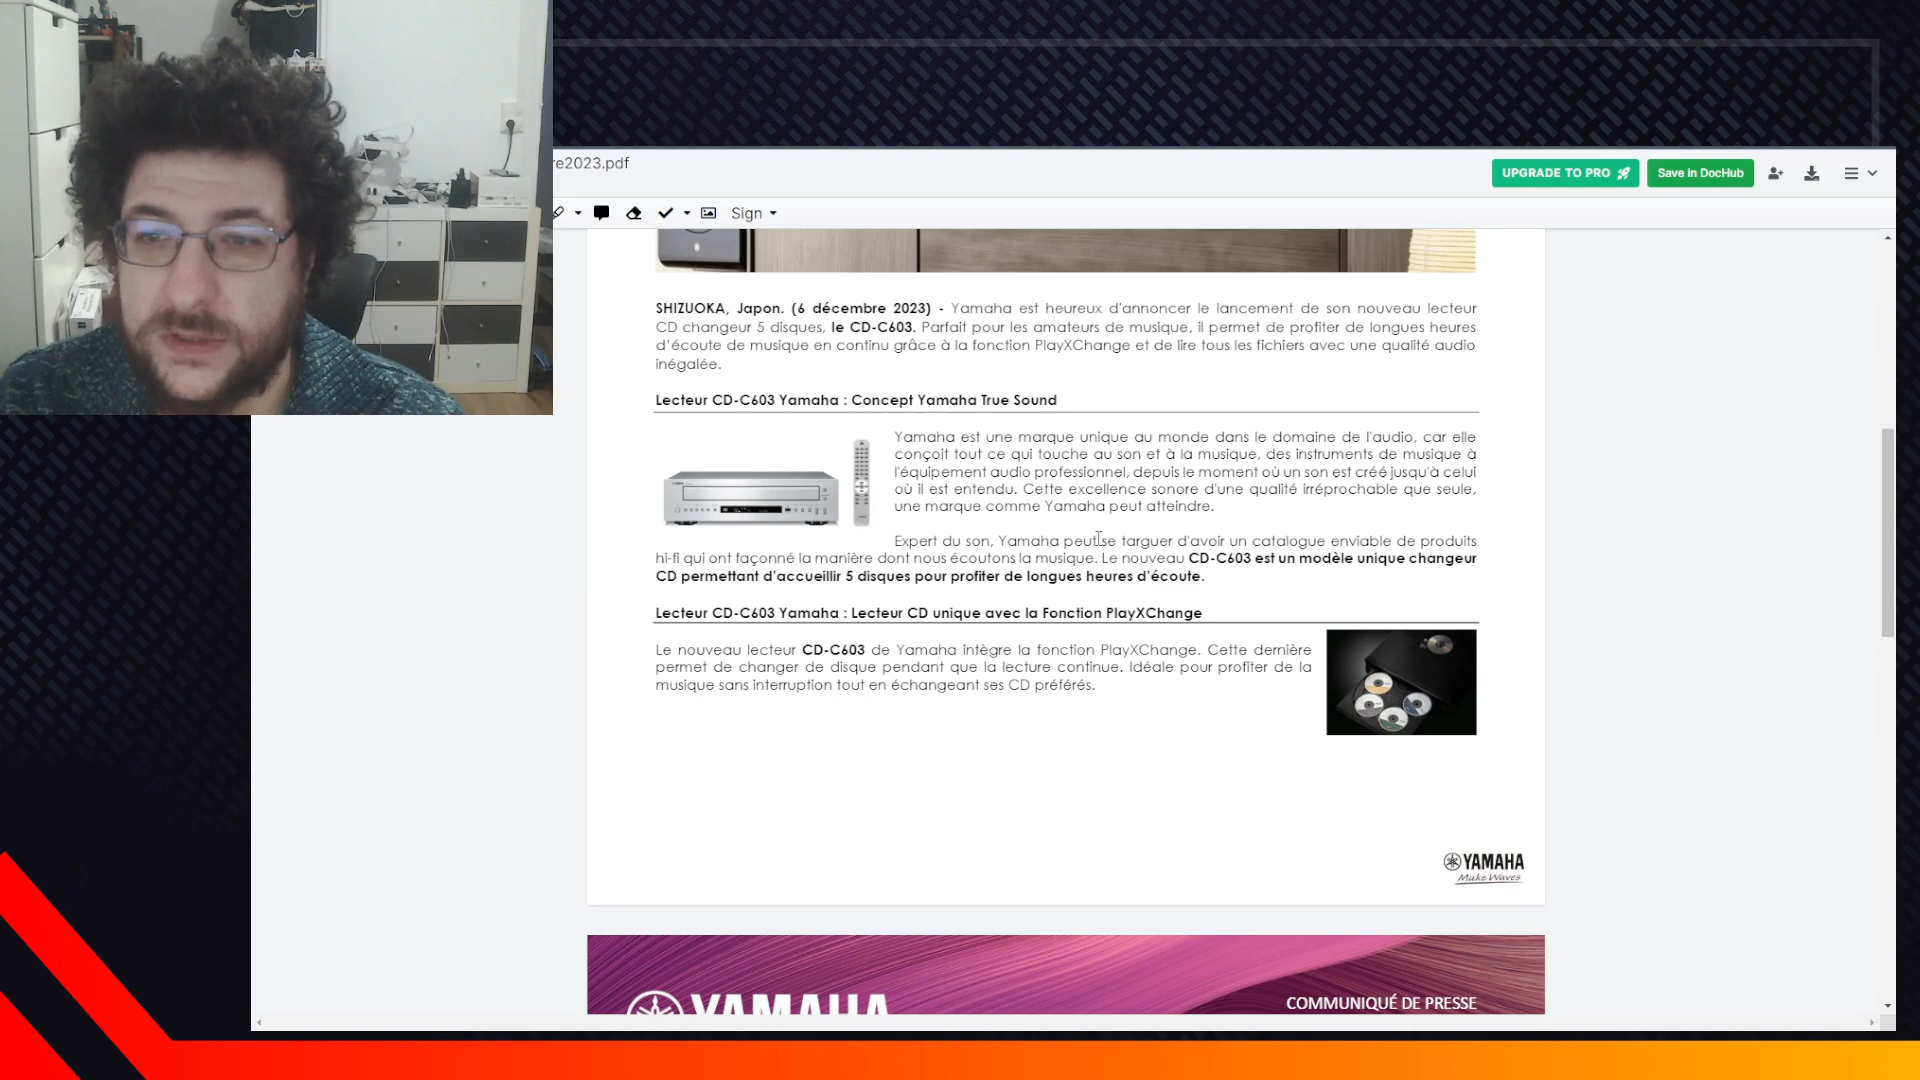 re2023.pdf
UPGRADE TO PRO
Save in DocHub
Sign
SHIZUOKA, Japon. (6 décembre 2023) - Yamaha est heureux d'annoncer le lancement de son nouveau lecteur
CD changeur 5 disques, le CD-C603. Parfait pour les amateurs de musique, il permet de profiter de longues heures
d'écoute de musique en continu grâce à la fonction PlayXChange et de lire tous les fichiers avec une qualité audio
inégalée.
Lecteur CD-C603 Yamaha : Concept Yamaha True Sound
Yamaha est une marque unique au monde dans le domaine de l'audio, car elle
conçoit tout ce qui touche au son et à la musique, des instruments de musique à
l'équipement audio professionnel, depuis le moment où un son est créé jusqu'à celui
où il est entendu. Cette excellence sonore d'une qualité irréprochable que seule,
une marque comme Yamaha peut atteindre.
Expert du son, Yamaha peut se targuer d'avoir un catalogue enviable de produits
hi-fi qui ont façonné la manière dont nous écoutons la musique. Le nouveau CD-C603 est un modèle unique changeur
CD permettant d'accueillir 5 disques pour profiter de longues heures d'écoute.
Lecteur CD-C603 Yamaha : Lecteur CD unique avec la Fonction PlayXChange
Le nouveau lecteur CD-C603 de Yamaha intègre la fonction PlayXChange. Cette dernière
permet de changer de disque pendant que la lecture continue. Idéale pour profiter de la
musique sans interruption tout en échangeant ses CD préférés.
YAMAHA
Make Waves
YAMAHA
COMMUNIQUÉ DE PRESSE